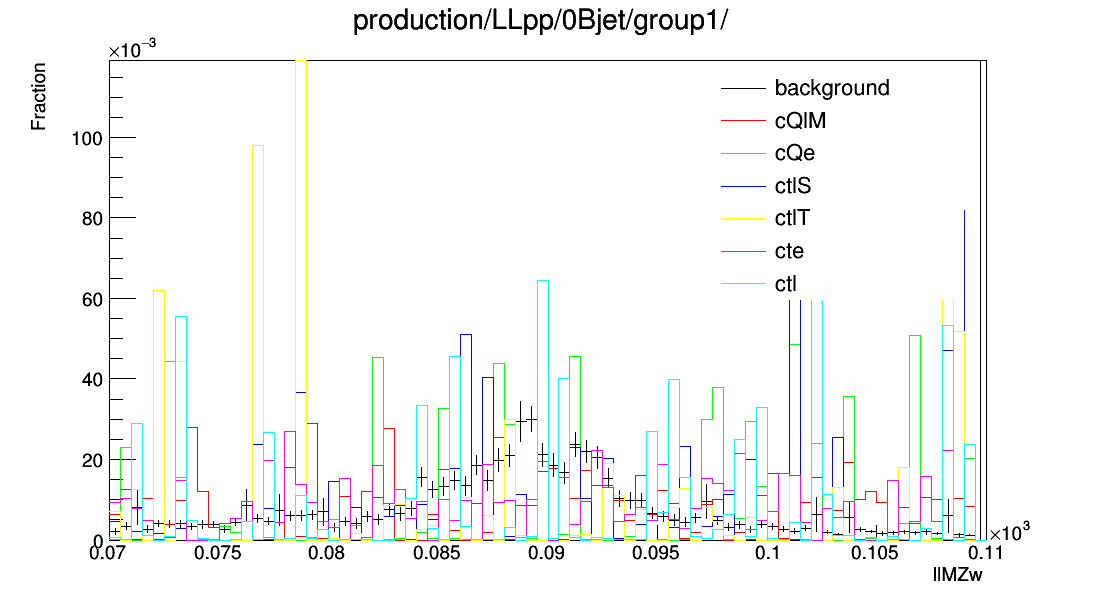 production/LLpp/0Bjet/group1/
×10⁻³
Fraction
background
cQlM
cQe
ctlS
ctlT
cte
ctl
100
80
60
40
20
0
0.07 0.075 0.08 0.085 0.09 0.095 0.1 0.105 0.11
×10³
llMZw